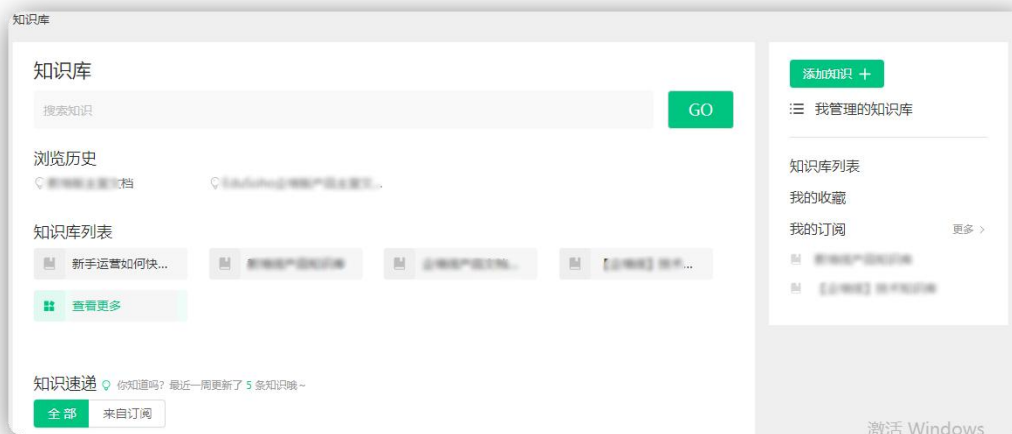 知识库
知识库
搜索知识
GO
浏览历史
档
知识库列表
新手运营如何快...
查看更多
知识速递 你知道吗？最近一周更新了 5 条知识哦~
全部 来自订阅
添加知识 +
我管理的知识库
知识库列表
我的收藏
我的订阅 更多 >
激活 Windows